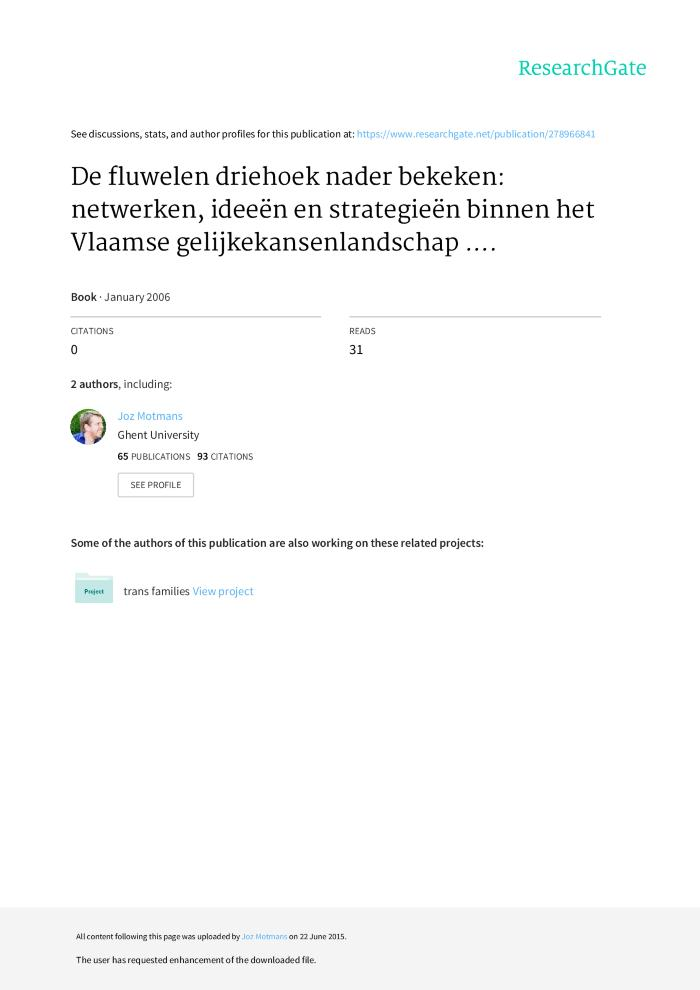 ResearchGate
See discussions, stats, and author profiles for this publication at: https://www.researchgate.net/publication/278966841
De fluwelen driehoek nader bekeken:
netwerken, ideeën en strategieën binnen het
Vlaamse gelijkekansenlandschap ....
Book · January 2006
CITATIONS
0
READS
31
2 authors, including:
Joz Motmans
Ghent University
65 PUBLICATIONS 93 CITATIONS
SEE PROFILE
Some of the authors of this publication are also working on these related projects:
Project
trans families View project
All content following this page was uploaded by Joz Motmans on 22 June 2015.
The user has requested enhancement of the downloaded file.